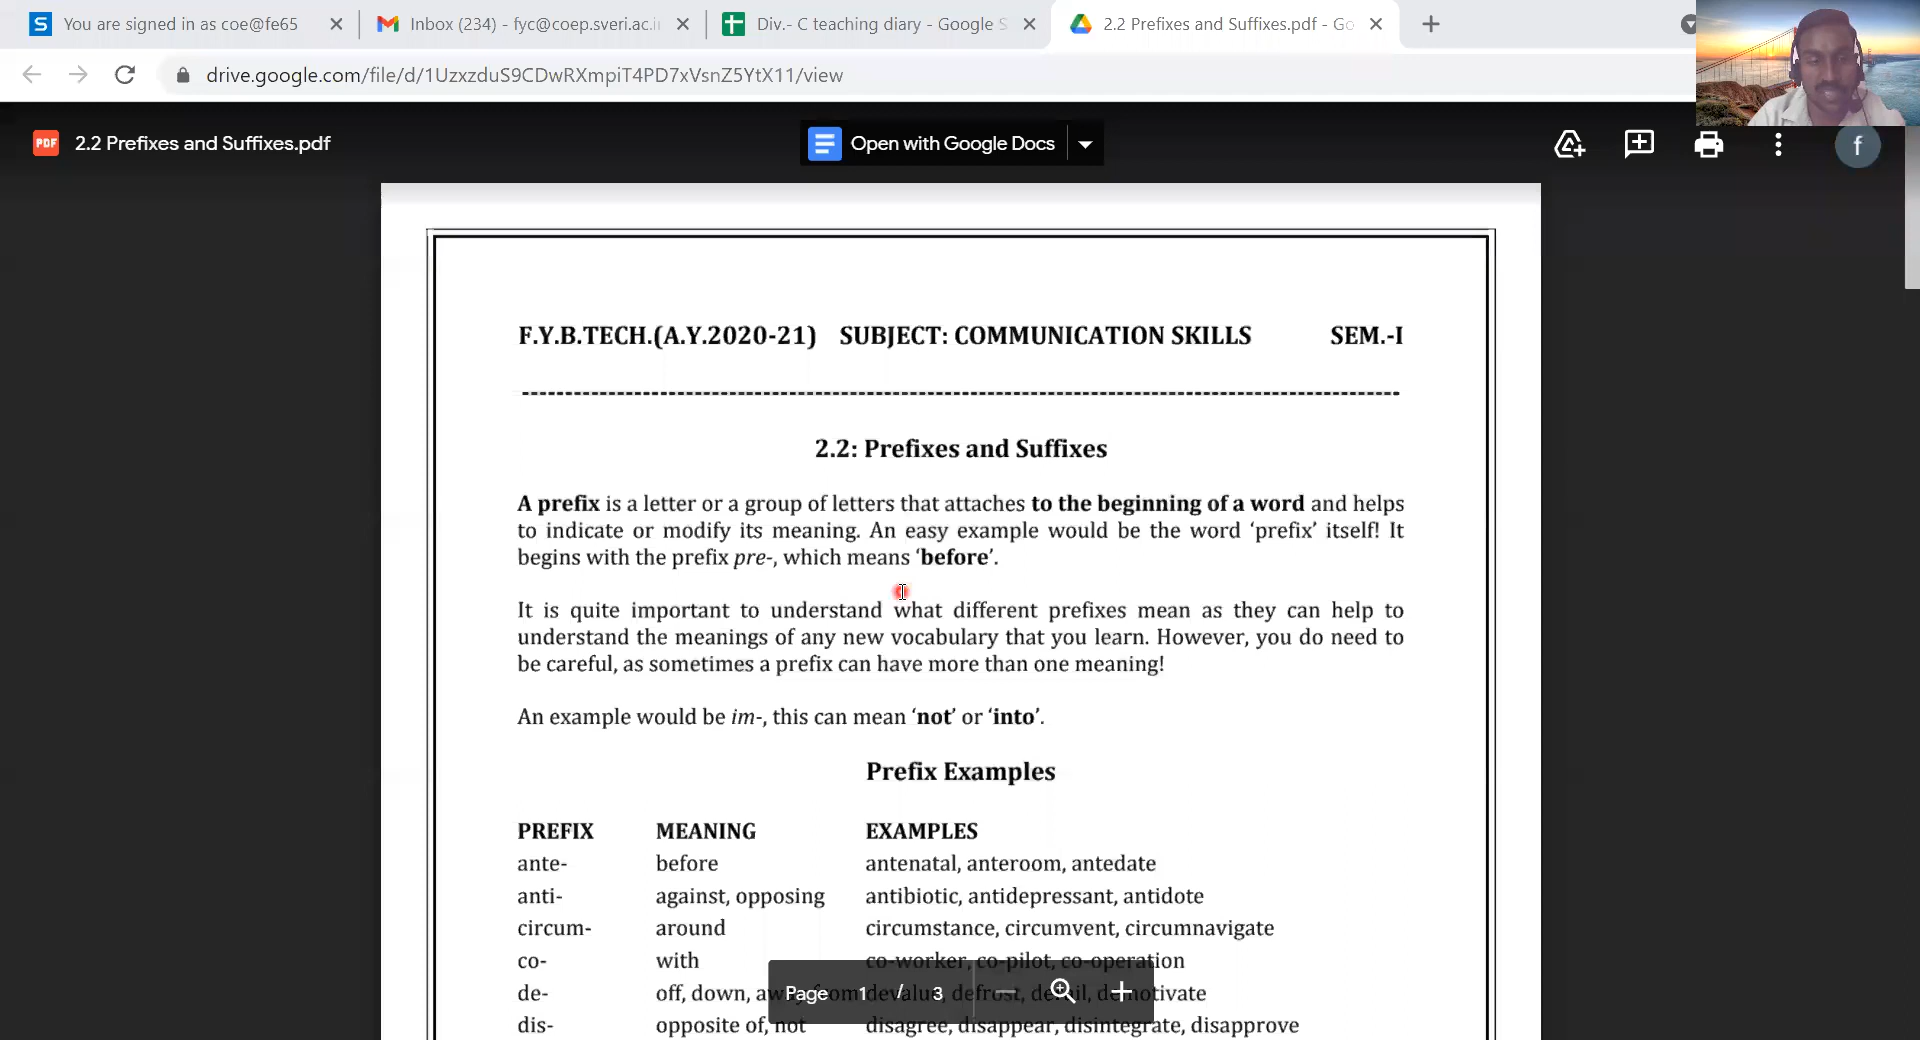 You are signed in as coe@fe65
Inbox (234) - fyc@coep.sveri.ac.i
Div.- C teaching diary - Google S
2.2 Prefixes and Suffixes.pdf - Go
drive.google.com/file/d/1UzxzduS9CDwRXmpiT4PD7xVsnZ5YtX11/view
PDF 2.2 Prefixes and Suffixes.pdf
Open with Google Docs
f
F.Y.B.TECH.(A.Y.2020-21) SUBJECT: COMMUNICATION SKILLS SEM.-I
2.2: Prefixes and Suffixes
A prefix is a letter or a group of letters that attaches to the beginning of a word and helps
to indicate or modify its meaning. An easy example would be the word ‘prefix’ itself! It
begins with the prefix pre-, which means ‘before’.
It is quite important to understand what different prefixes mean as they can help to
understand the meanings of any new vocabulary that you learn. However, you do need to
be careful, as sometimes a prefix can have more than one meaning!
An example would be im-, this can mean ‘not’ or ‘into’.
Prefix Examples
PREFIX MEANING EXAMPLES
ante- before antenatal, anteroom, antedate
anti- against, opposing antibiotic, antidepressant, antidote
circum- around circumstance, circumvent, circumnavigate
co- with co-worker, co-pilot, co-operation
de- off, down, away from devalue, defrost, derail, demotivate
Page 1 / 3
dis- opposite of, not disagree, disappear, disintegrate, disapprove